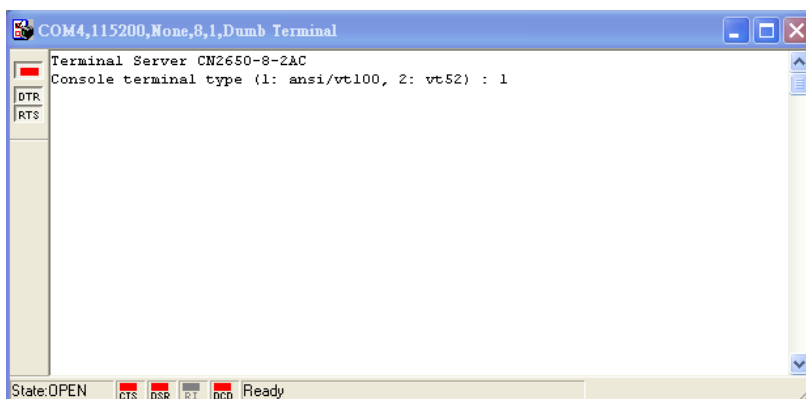 COM4,115200,None,8,1,Dumb Terminal
Terminal Server CN2650-8-2AC
Console terminal type (1: ansi/vt100, 2: vt52) : 1
DTR
RTS
State:OPEN CTS DSR RI DCD Ready